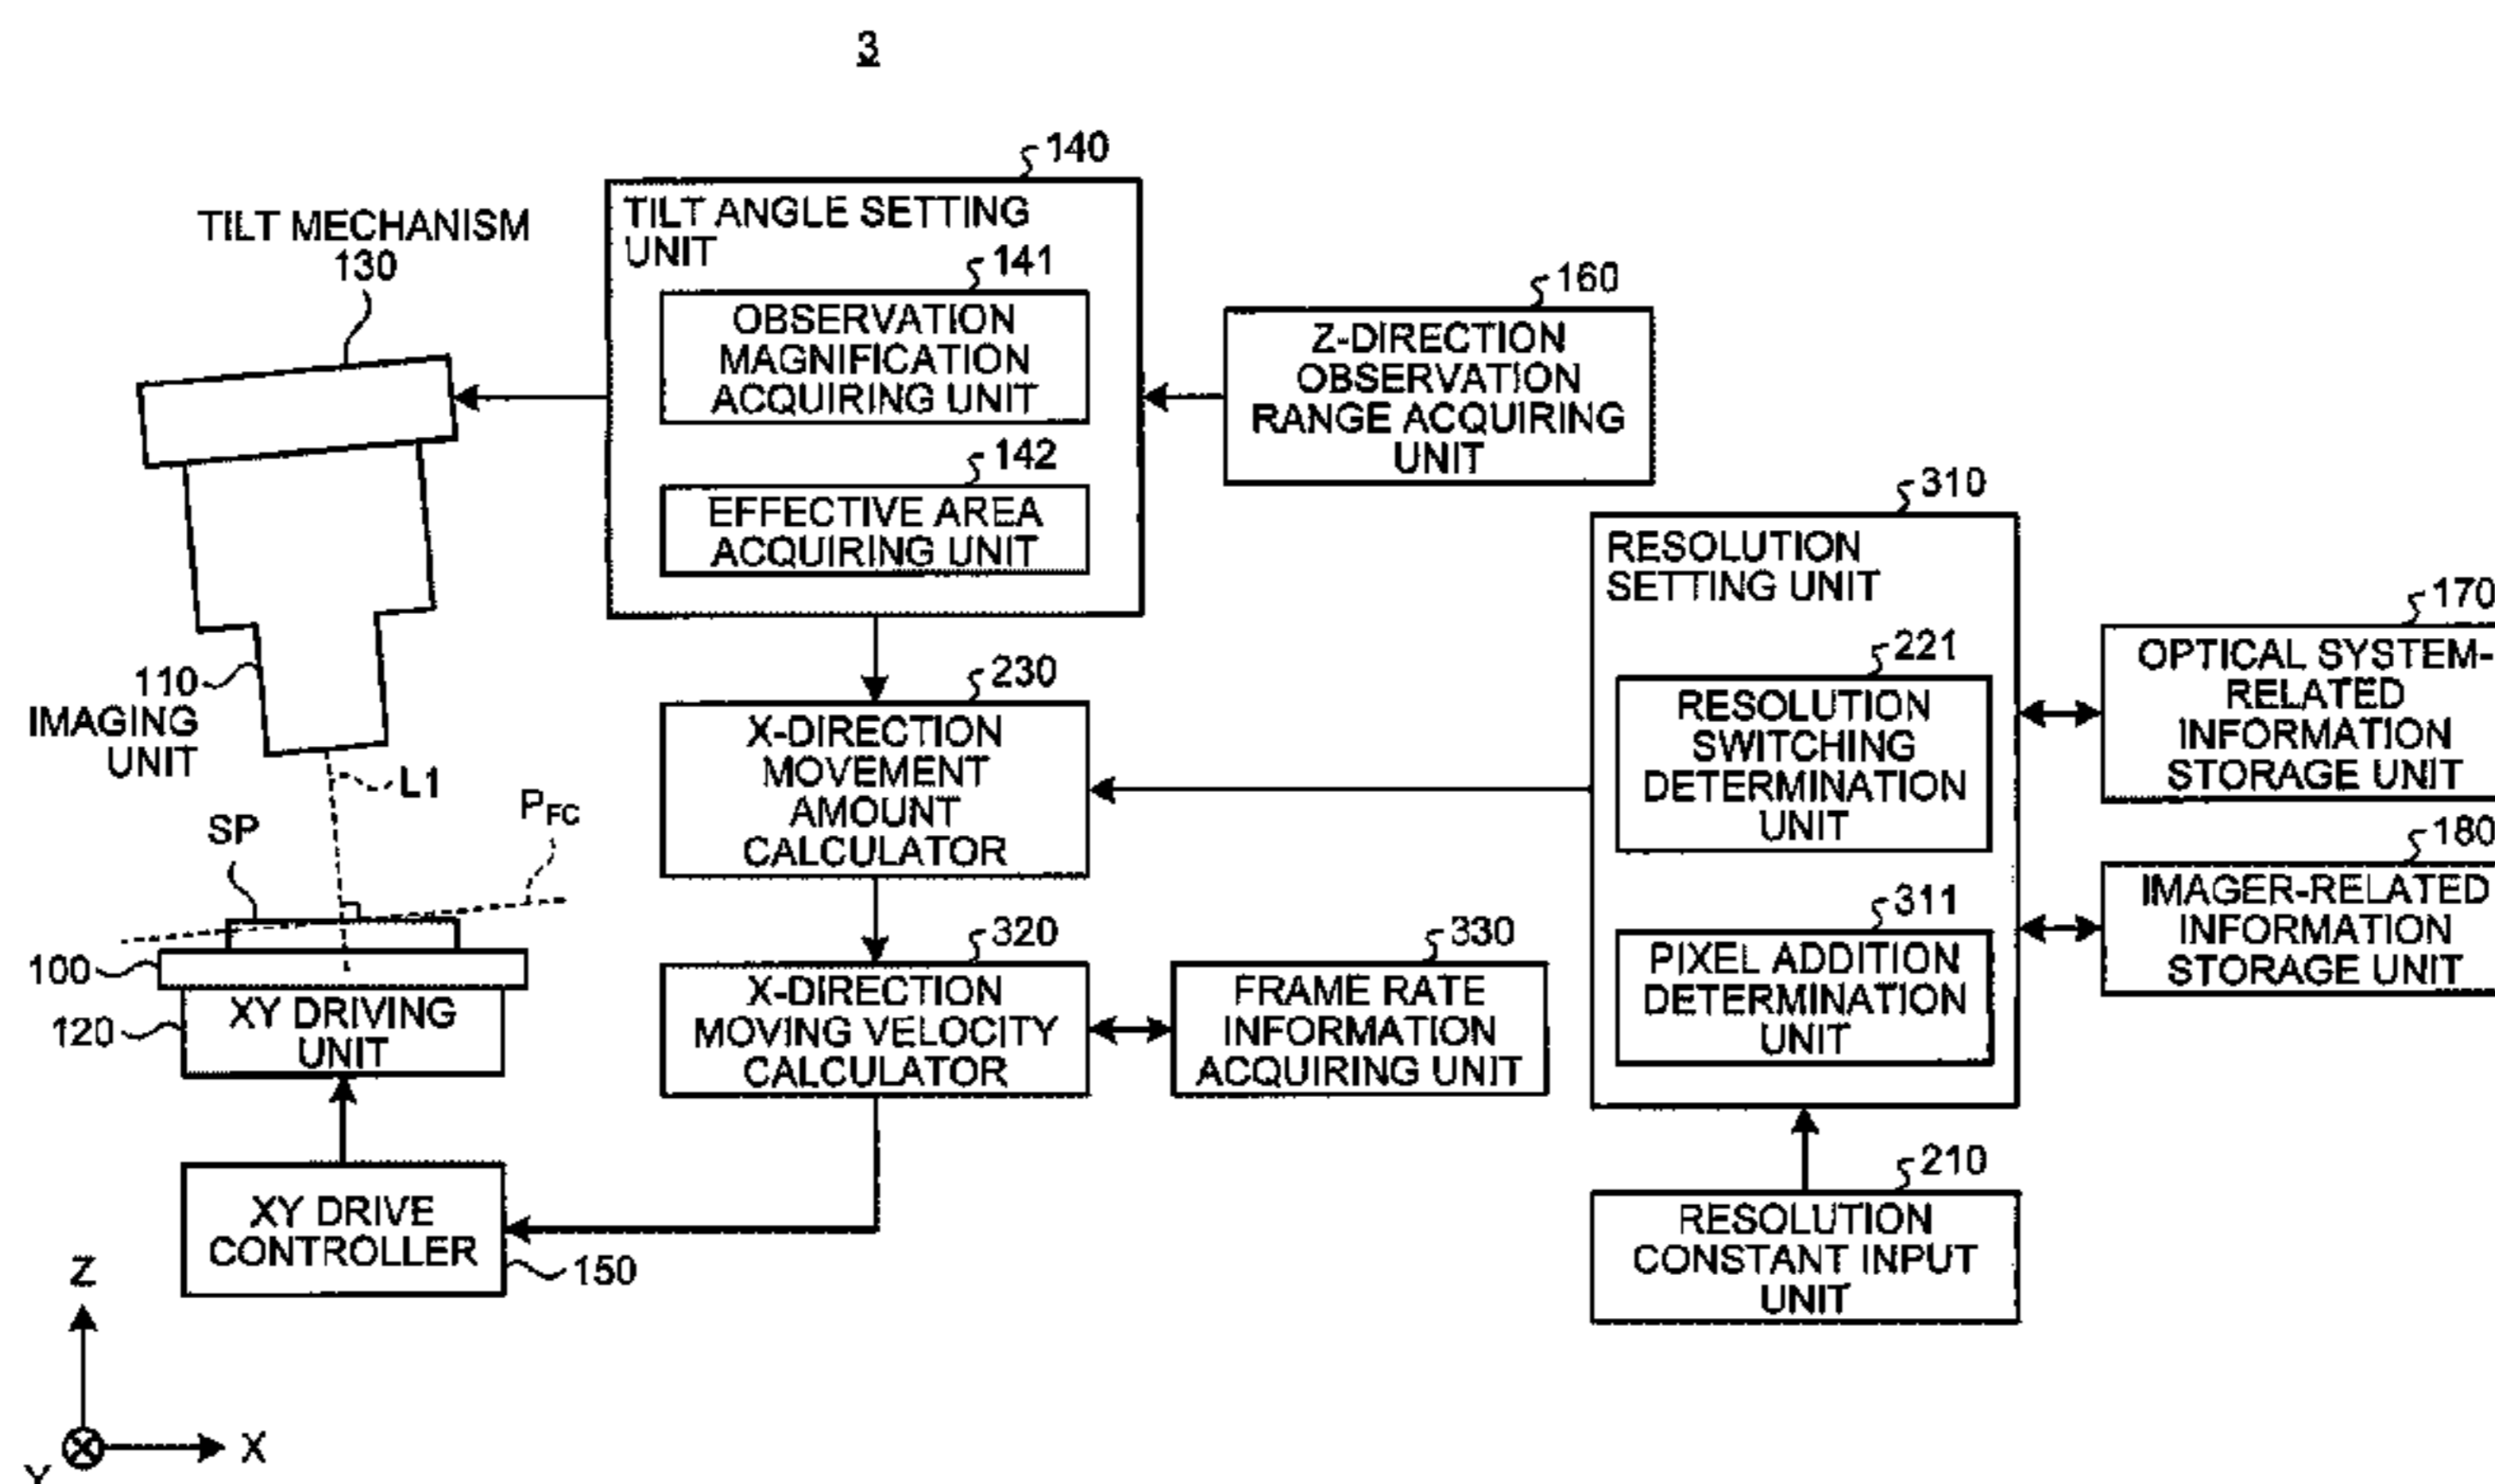 3
140
TILT ANGLE SETTING
UNIT
TILT MECHANISM
130
141
OBSERVATION
MAGNIFICATION
ACQUIRING UNIT
142
EFFECTIVE AREA
ACQUIRING UNIT
160
Z-DIRECTION
OBSERVATION
RANGE ACQUIRING
UNIT
310
RESOLUTION
SETTING UNIT
221
RESOLUTION
SWITCHING
DETERMINATION
UNIT
311
PIXEL ADDITION
DETERMINATION
UNIT
170
OPTICAL SYSTEM-
RELATED
INFORMATION
STORAGE UNIT
180
IMAGER-RELATED
INFORMATION
STORAGE UNIT
110
IMAGING
UNIT
L1
PFC
SP
100
120
XY DRIVING
UNIT
230
X-DIRECTION
MOVEMENT
AMOUNT
CALCULATOR
320
X-DIRECTION
MOVING VELOCITY
CALCULATOR
330
FRAME RATE
INFORMATION
ACQUIRING UNIT
XY DRIVE
CONTROLLER
150
210
RESOLUTION
CONSTANT INPUT
UNIT
Z
X
Y